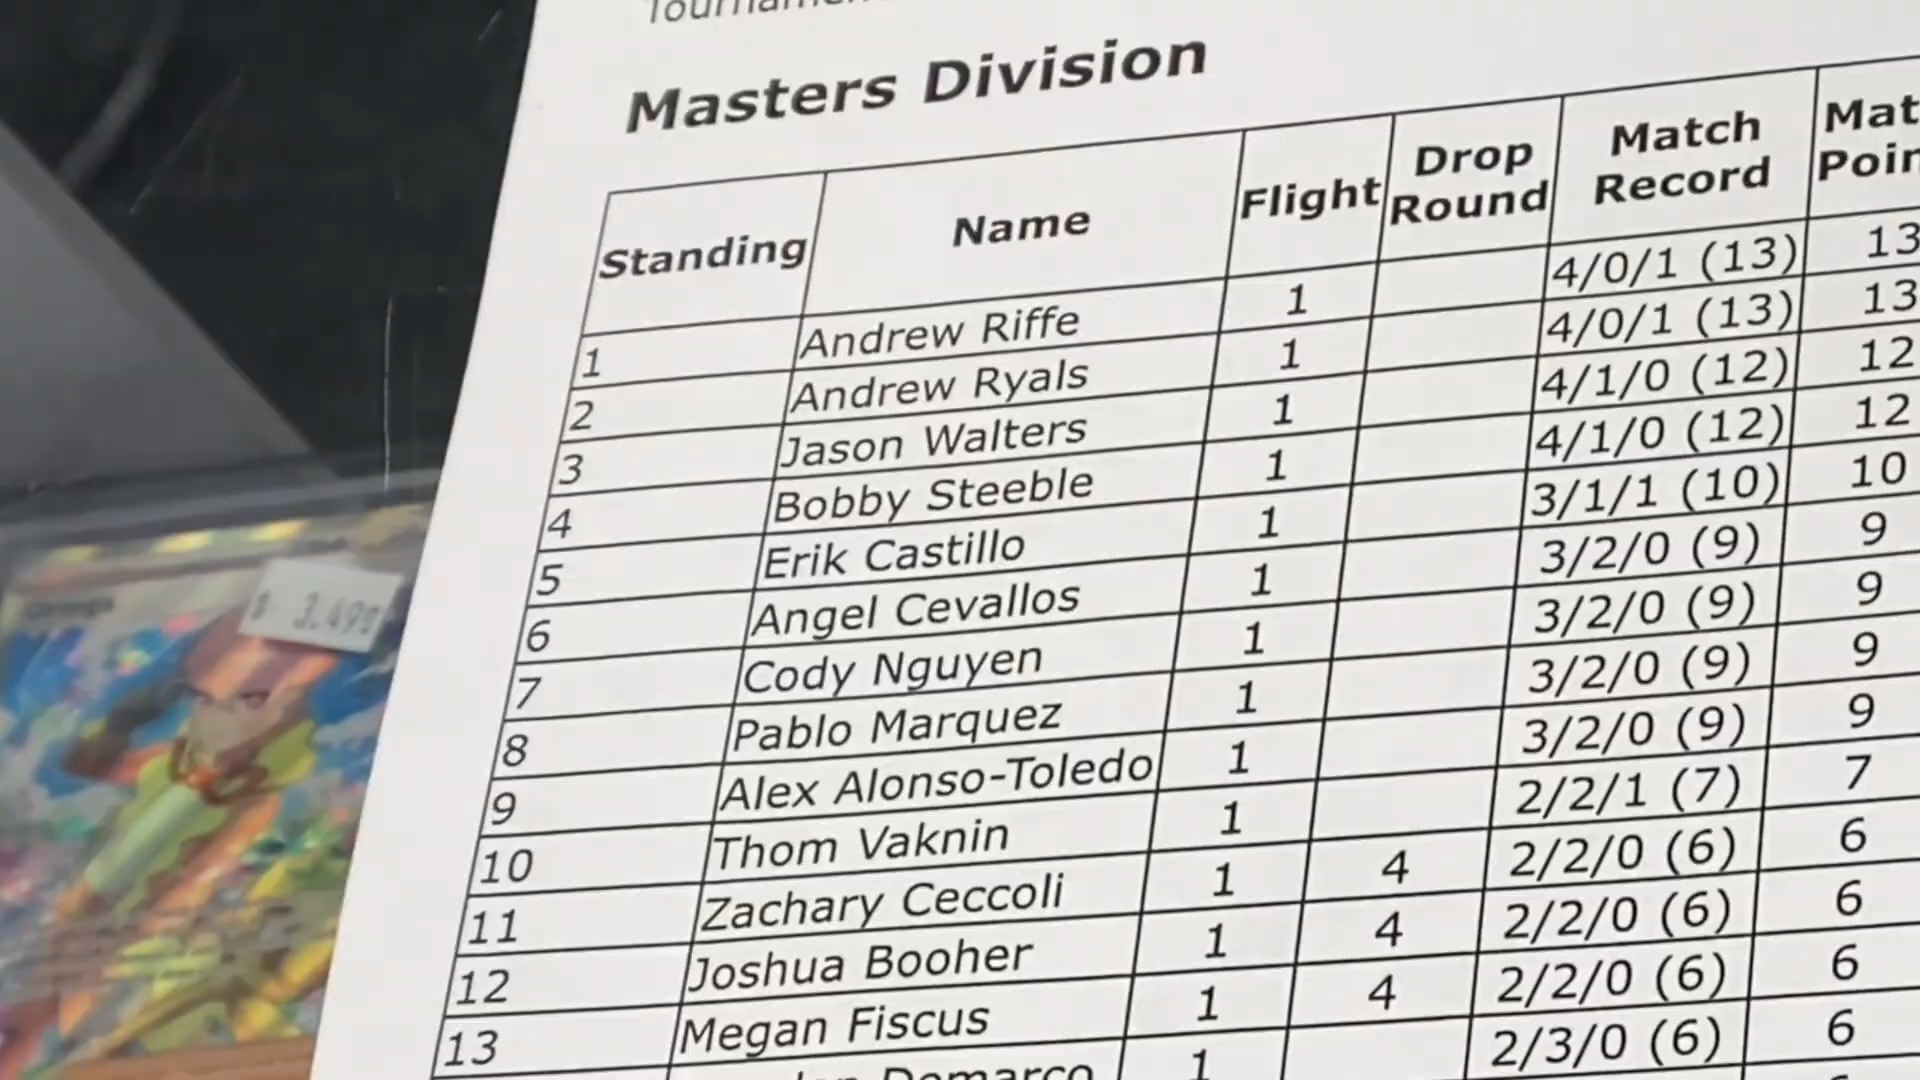 Masters Division
Standing Name Flight Drop Round Match Record
1 Andrew Riffe 1 4/0/1 (13) 13
2 Andrew Ryals 1 4/0/1 (13) 13
3 Jason Walters 1 4/1/0 (12) 12
4 Bobby Steeble 1 4/1/0 (12) 12
5 Erik Castillo 1 3/1/1 (10) 10
6 Angel Cevallos 1 3/2/0 (9) 9
7 Cody Nguyen 1 3/2/0 (9) 9
8 Pablo Marquez 1 3/2/0 (9) 9
9 Alex Alonso-Toledo 1 3/2/0 (9) 9
10 Thom Vaknin 1 2/2/1 (7) 7
11 Zachary Ceccoli 1 4 2/2/0 (6) 6
12 Joshua Booher 1 4 2/2/0 (6) 6
13 Megan Fiscus 1 4 2/2/0 (6) 6
Demarco 1 2/3/0 (6) 6